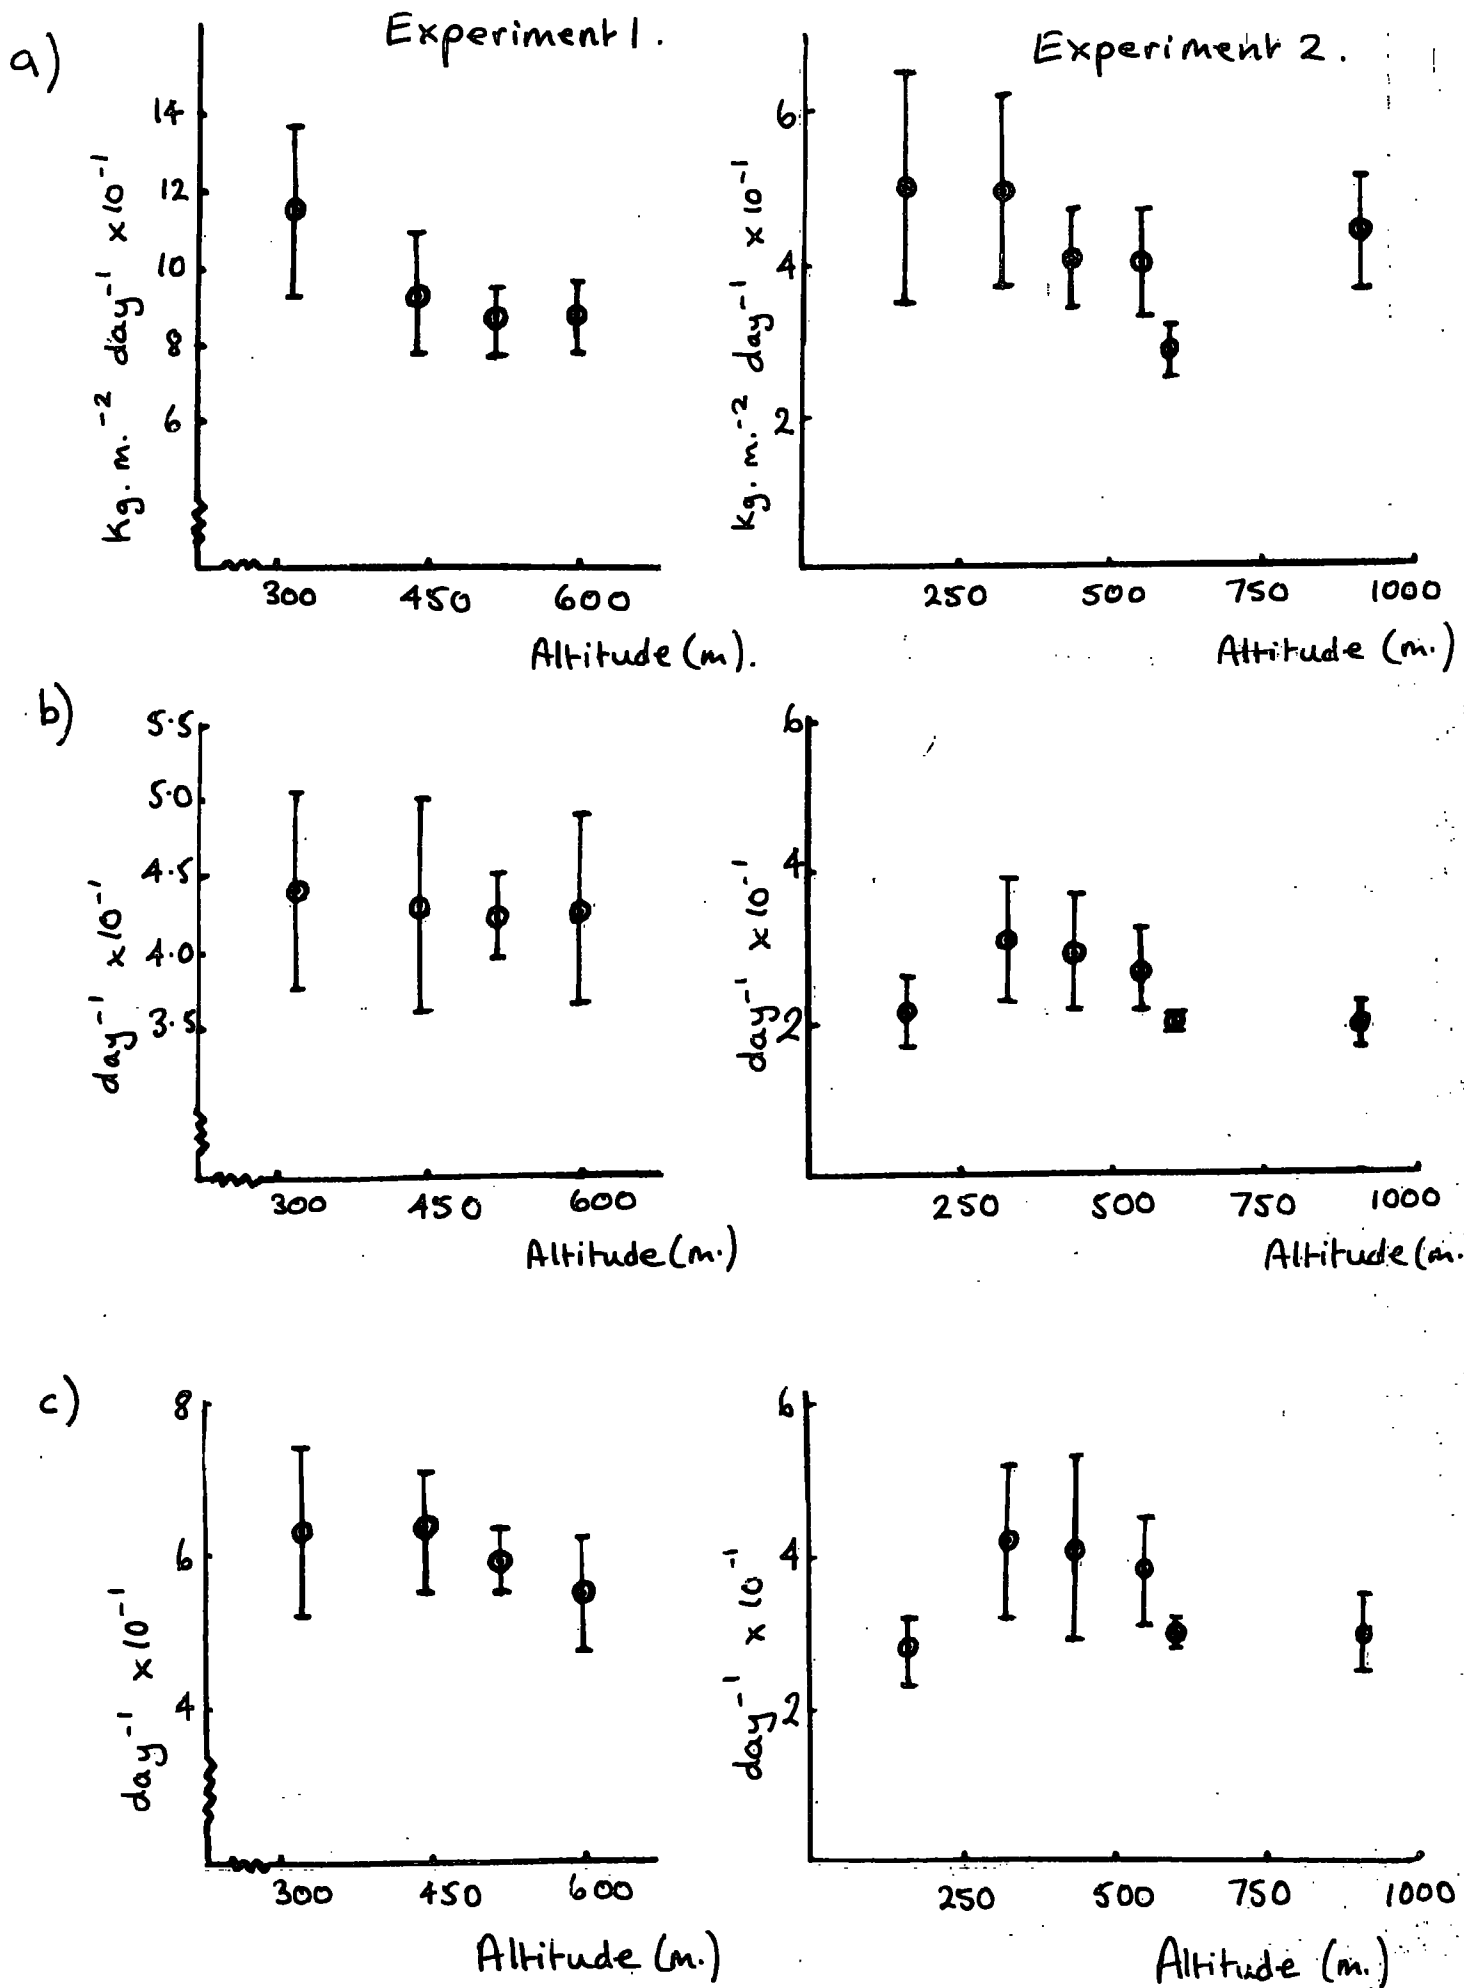 a)
Experiment 1.
Experiment 2.
14
12
10
8
6
Kg. m.⁻² day⁻¹ x10⁻¹
300 450 600
Altitude (m).
6
4
2
Kg. m.⁻² day⁻¹ x10⁻¹
250 500 750 1000
Altitude (m.)
b)
5.5
5.0
4.5
4.0
3.5
day⁻¹ x10⁻¹
300 450 600
Altitude (m.)
6
4
2
day⁻¹ x10⁻¹
250 500 750 1000
Altitude (m.
c)
8
6
4
day⁻¹ x10⁻¹
300 450 600
Altitude (m.)
6
4
2
day⁻¹ x10⁻¹
250 500 750 1000
Altitude (m.)